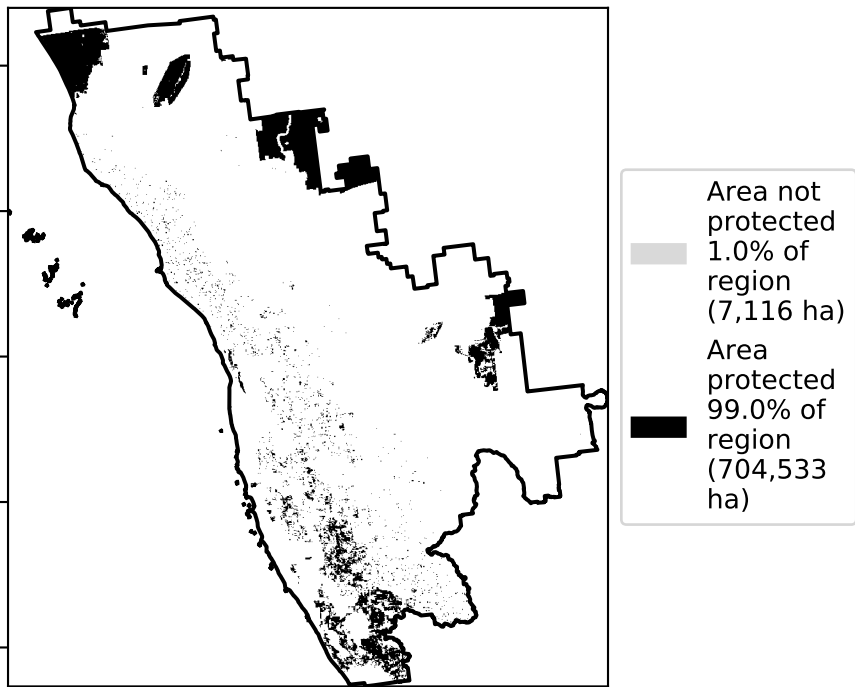 Area not
protected
1.0% of
region
(7,116 ha)
Area
protected
99.0% of
region
(704,533
ha)